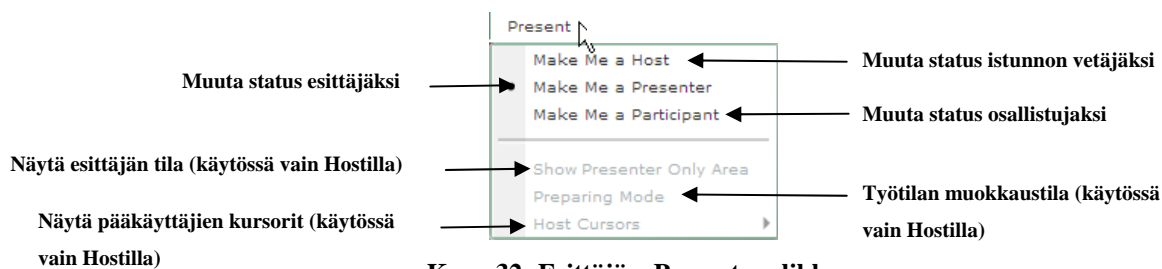 Present
Make Me a Host
Muuta status istunnon vetäjäksi
Muuta status esittäjäksi
Make Me a Presenter
Make Me a Participant
Muuta status osallistujaksi
Näytä esittäjän tila (käytössä vain Hostilla)
Show Presenter Only Area
Preparing Mode
Työtilan muokkaustila (käytössä
vain Hostilla)
Näytä pääkäyttäjien kursorit (käytössä
vain Hostilla)
Host Cursors